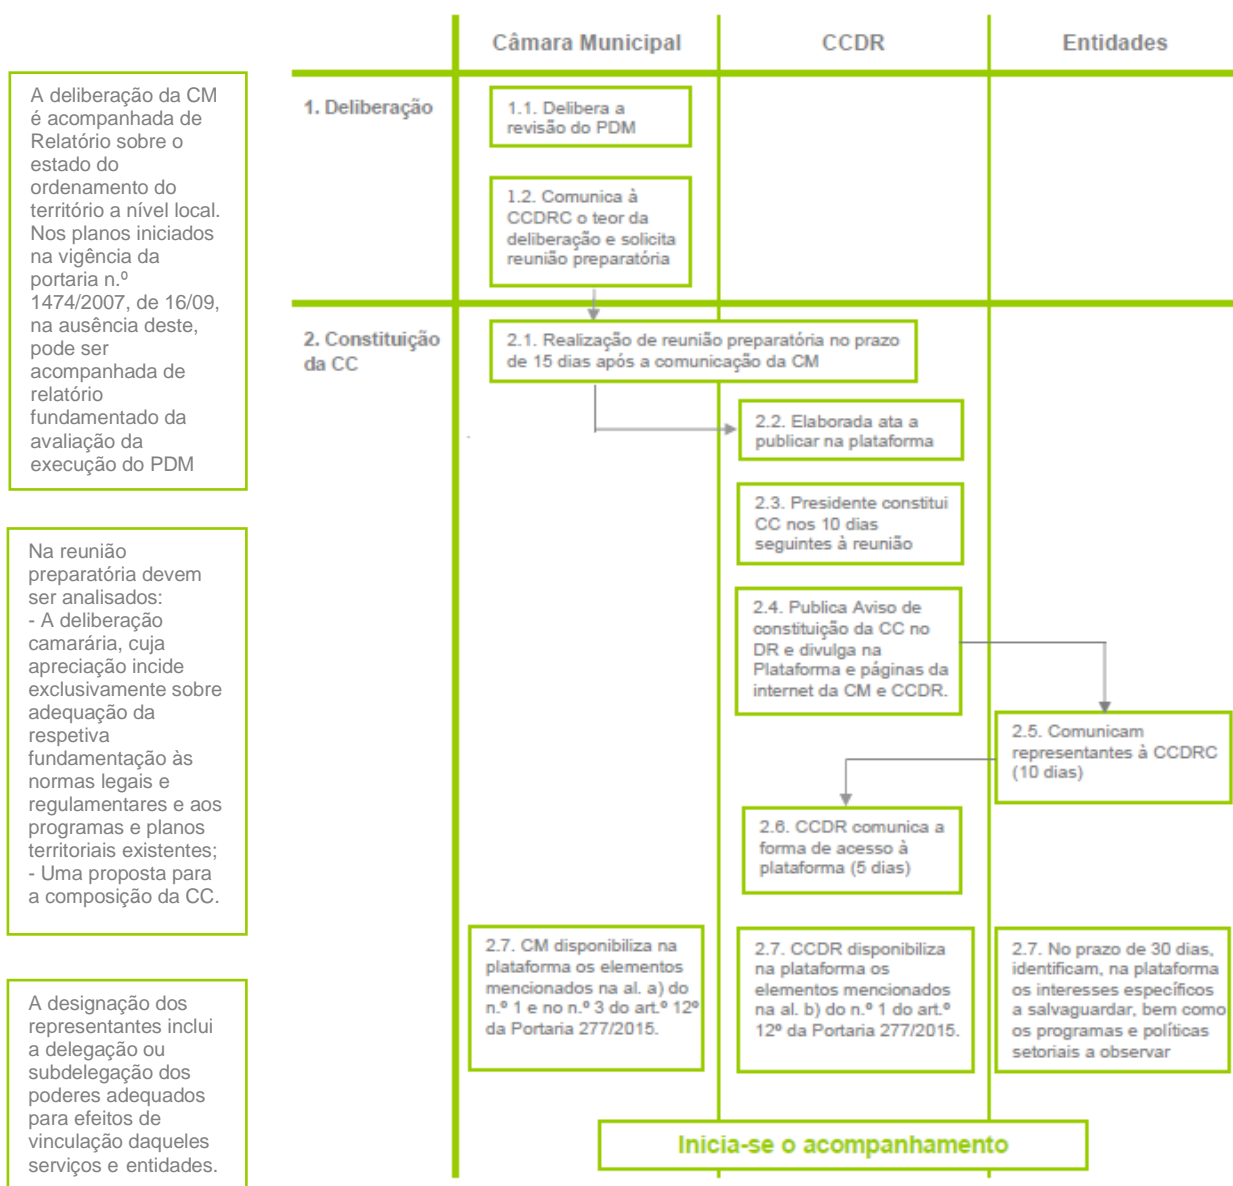 Câmara Municipal
CCDR
Entidades
A deliberação da CM
é acompanhada de
Relatório sobre o
estado do
ordenamento do
território a nível local.
Nos planos iniciados
na vigência da
portaria n.º
1474/2007, de 16/09,
na ausência deste,
pode ser
acompanhada de
relatório
fundamentado da
avaliação da
execução do PDM
1. Deliberação
1.1. Delibera a
revisão do PDM
1.2. Comunica à
CCDRC o teor da
deliberação e solicita
reunião preparatória
2. Constituição
da CC
2.1. Realização de reunião preparatória no prazo
de 15 dias após a comunicação da CM
2.2. Elaborada ata a
publicar na plataforma
2.3. Presidente constitui
CC nos 10 dias
seguintes à reunião
Na reunião
preparatória devem
ser analisados:
- A deliberação
camarária, cuja
apreciação incide
exclusivamente sobre
adequação da
respetiva
fundamentação às
normas legais e
regulamentares e aos
programas e planos
territoriais existentes;
- Uma proposta para
a composição da CC.
2.4. Publica Aviso de
constituição da CC no
DR e divulga na
Plataforma e páginas da
internet da CM e CCDR.
2.5. Comunicam
representantes à CCDRC
(10 dias)
2.6. CCDR comunica a
forma de acesso à
plataforma (5 dias)
2.7. CM disponibiliza na
plataforma os elementos
mencionados na al. a) do
n.º 1 e no n.º 3 do art.º 12º
da Portaria 277/2015.
2.7. CCDR disponibiliza
na plataforma os
elementos mencionados
na al. b) do n.º 1 do art.º
12º da Portaria 277/2015.
2.7. No prazo de 30 dias,
identificam, na plataforma
os interesses específicos
a salvaguardar, bem como
os programas e políticas
setoriais a observar
A designação dos
representantes inclui
a delegação ou
subdelegação dos
poderes adequados
para efeitos de
vinculação daqueles
serviços e entidades.
Inicia-se o acompanhamento